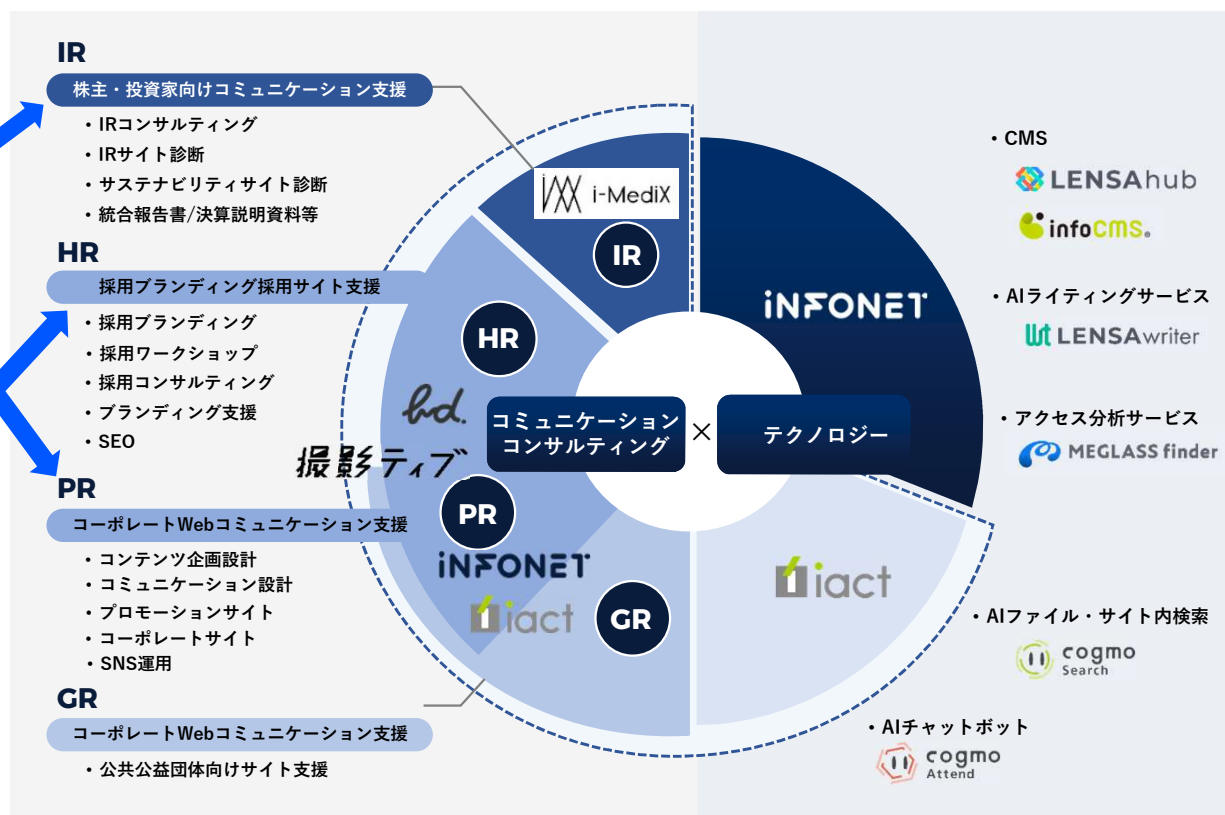 IR
株主・投資家向けコミュニケーション支援
・IRコンサルティング
・IRサイト診断
・サステナビリティサイト診断
・統合報告書/決算説明資料等
HR
採用ブランディング採用サイト支援
・採用ブランディング
・採用ワークショップ
・採用コンサルティング
・ブランディング支援
・SEO
PR
コーポレートWebコミュニケーション支援
・コンテンツ企画設計
・コミュニケーション設計
・プロモーションサイト
・コーポレートサイト
・SNS運用
GR
コーポレートWebコミュニケーション支援
・公共公益団体向けサイト支援
i-MediX
IR
HR
hd.
撮影ティブ
PR
INFONET
iact
GR
コミュニケーション
コンサルティング
×
テクノロジー
INFONET
iact
・CMS
LENSAhub
infoCMS®
・AIライティングサービス
LENSAwriter
・アクセス分析サービス
MEGLASS finder
・AIファイル・サイト内検索
cogmo
Search
・AIチャットボット
cogmo
Attend